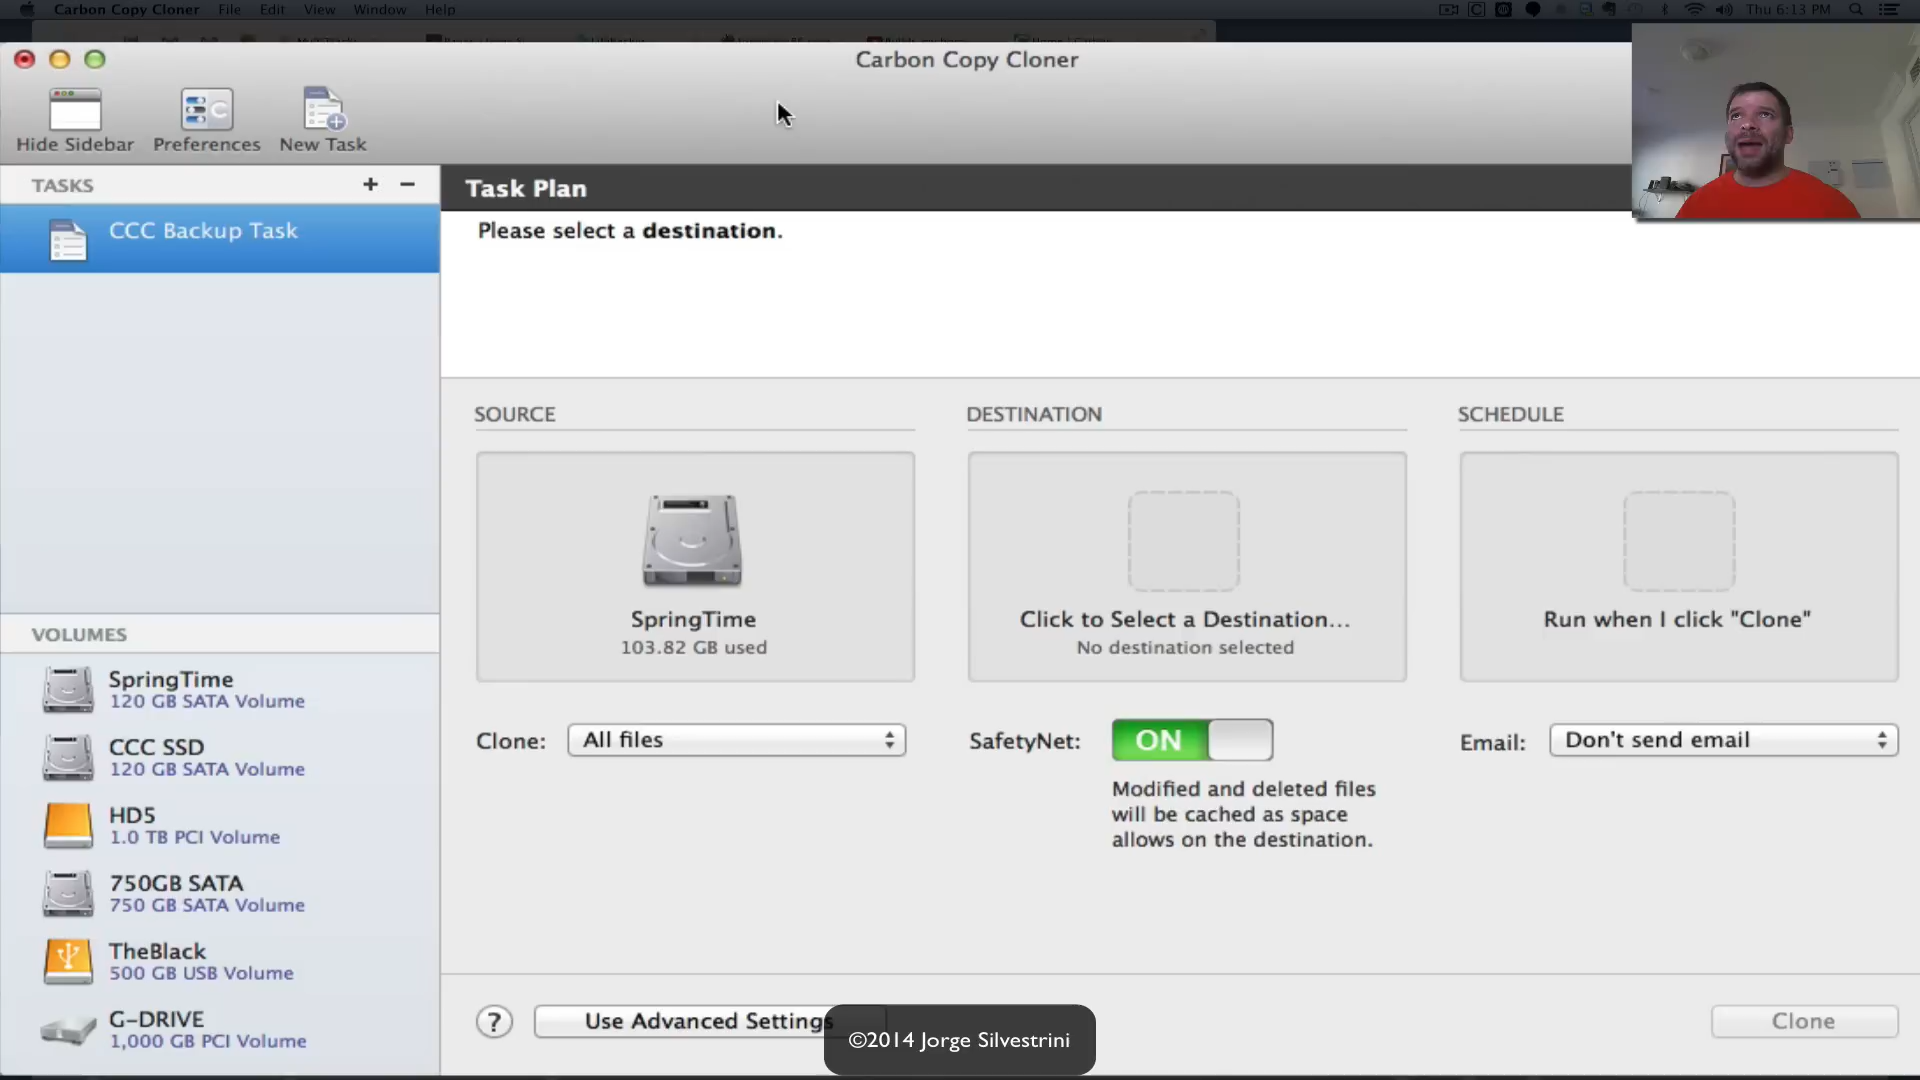 Carbon Copy Cloner File Edit View Window Help
Thu 6:13 PM
Carbon Copy Cloner
Hide Sidebar Preferences New Task
TASKS + −
CCC Backup Task
Task Plan
Please select a destination.
SOURCE
SpringTime
103.82 GB used
Clone: All files
DESTINATION
Click to Select a Destination...
No destination selected
SafetyNet: ON
Modified and deleted files
will be cached as space
allows on the destination.
SCHEDULE
Run when I click "Clone"
Email: Don't send email
VOLUMES
SpringTime
120 GB SATA Volume
CCC SSD
120 GB SATA Volume
HD5
1.0 TB PCI Volume
750GB SATA
750 GB SATA Volume
TheBlack
500 GB USB Volume
G-DRIVE
1,000 GB PCI Volume
? Use Advanced Settings
Clone
©2014 Jorge Silvestrini